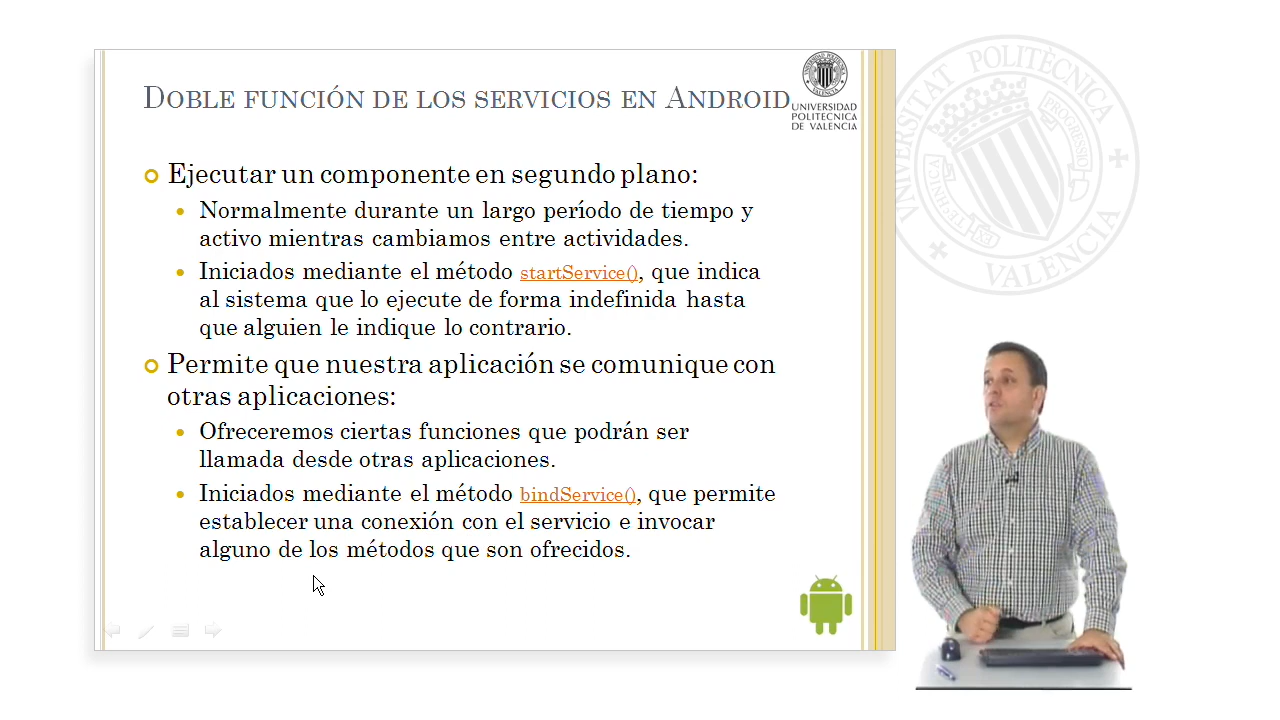 DOBLE FUNCIÓN DE LOS SERVICIOS EN ANDROID
UNIVERSIDAD
POLITECNICA
DE VALENCIA
Ejecutar un componente en segundo plano:
Normalmente durante un largo período de tiempo y
activo mientras cambiamos entre actividades.
Iniciados mediante el método startService(), que indica
al sistema que lo ejecute de forma indefinida hasta
que alguien le indique lo contrario.
Permite que nuestra aplicación se comunique con
otras aplicaciones:
Ofreceremos ciertas funciones que podrán ser
llamada desde otras aplicaciones.
Iniciados mediante el método bindService(), que permite
establecer una conexión con el servicio e invocar
alguno de los métodos que son ofrecidos.
UNIVERSITAT POLITÈCNICA
VALÈNCIA